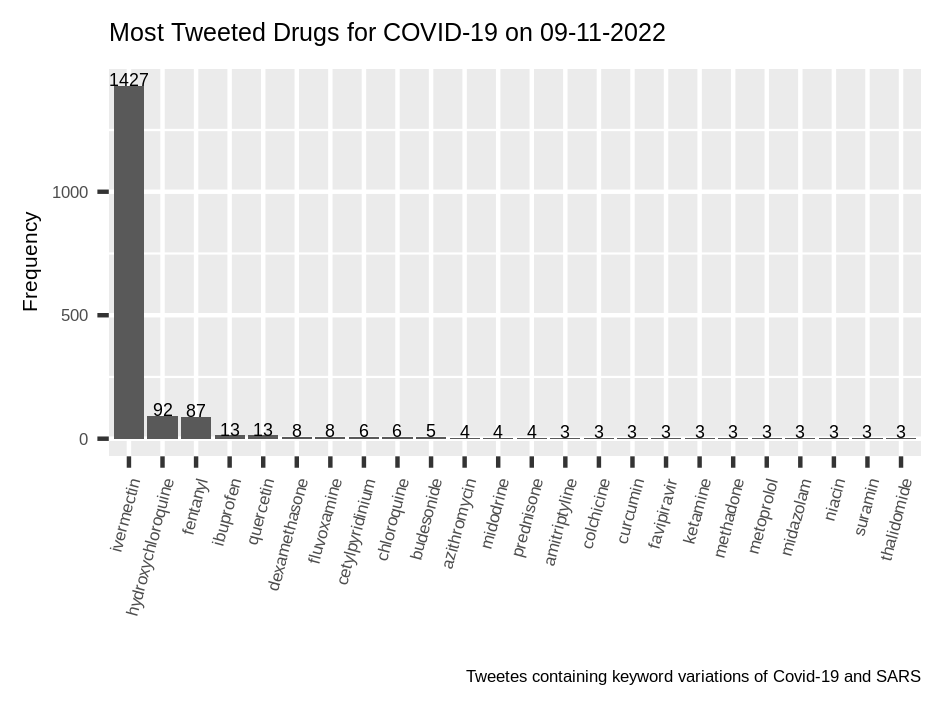 Most Tweeted Drugs for COVID-19 on 09-11-2022
Frequency
1000
500
0
1427
92
87
13
13
8
8
6
6
5
4
4
4
3
3
3
3
3
3
3
3
3
3
3
ivermectin
hydroxychloroquine
fentanyl
ibuprofen
quercetin
dexamethasone
fluvoxamine
cetylpyridinium
chloroquine
budesonide
azithromycin
midodrine
prednisone
amitriptyline
colchicine
curcumin
favipiravir
ketamine
methadone
metoprolol
midazolam
niacin
suramin
thalidomide
Tweetes containing keyword variations of Covid-19 and SARS